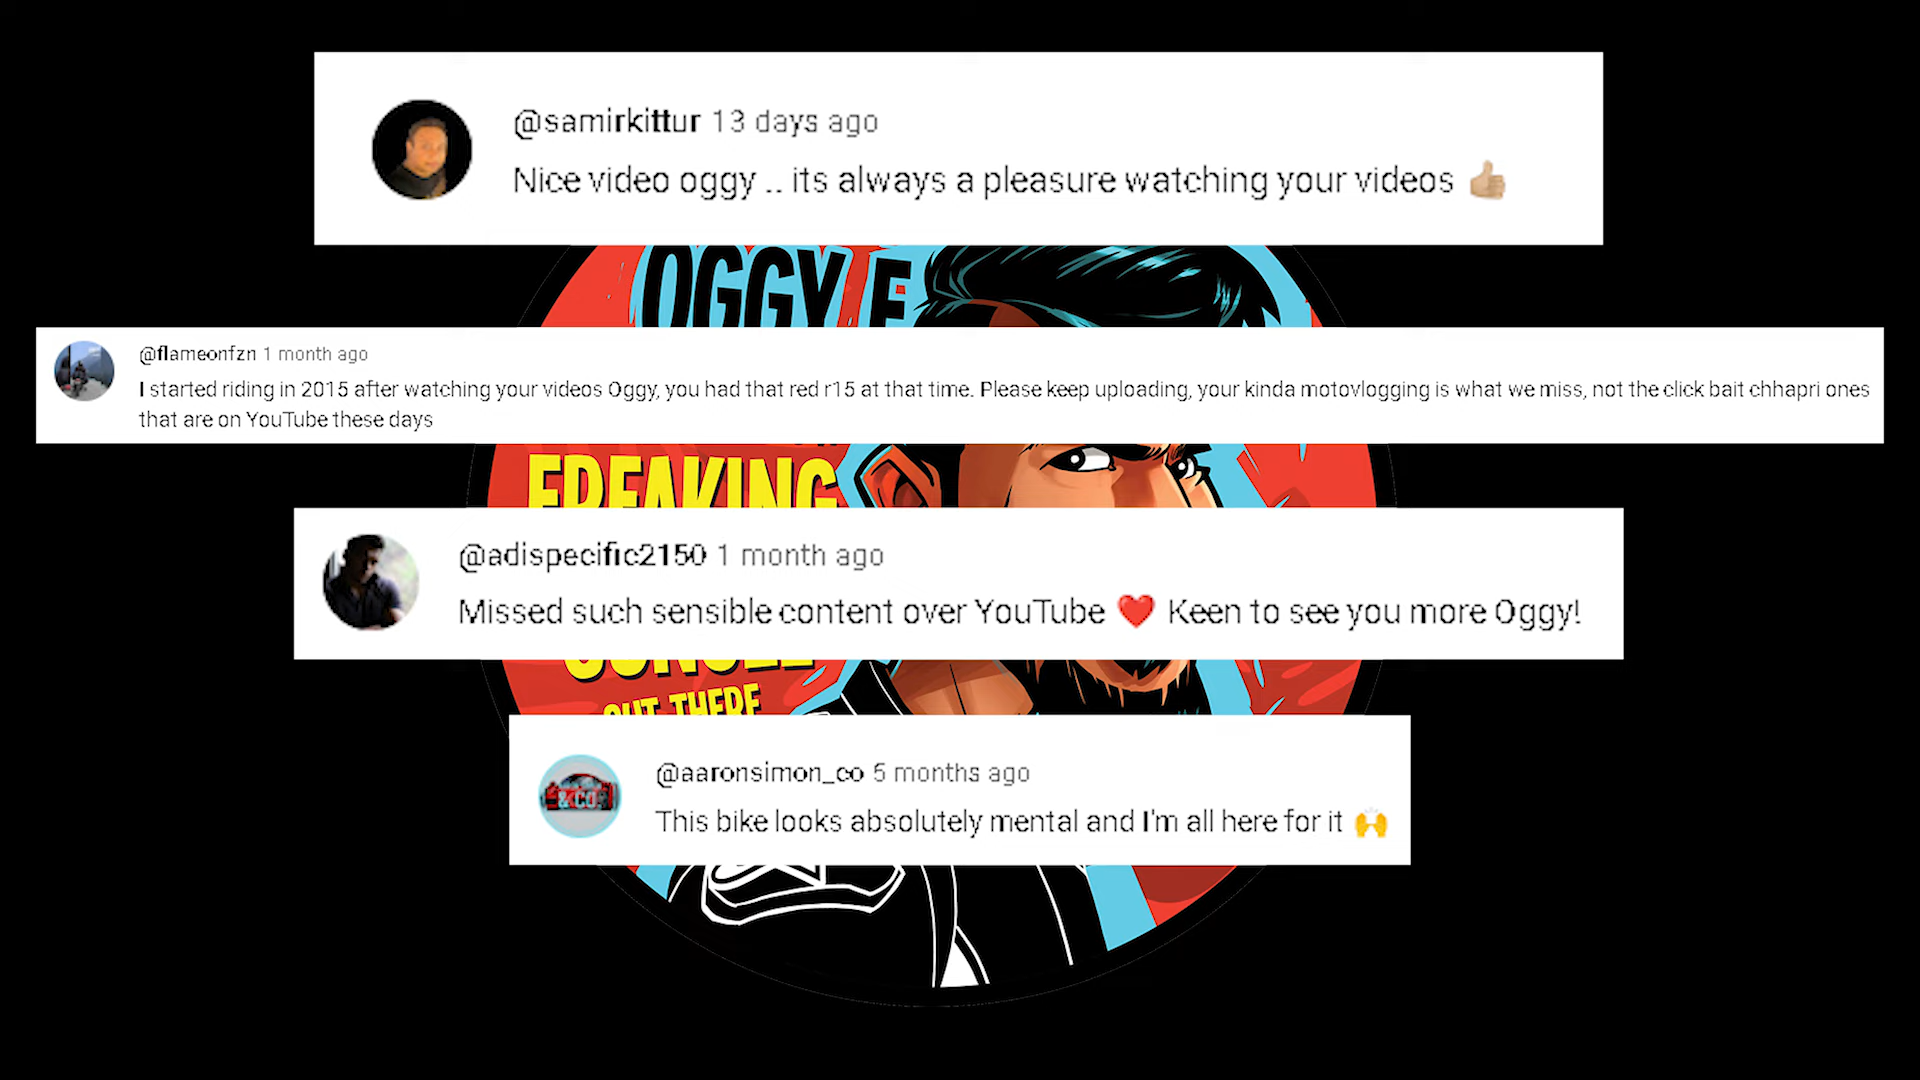 @samirkittur 13 days ago
Nice video oggy .. its always a pleasure watching your videos 👍🏼
OGGY F
@flameonfzn 1 month ago
I started riding in 2015 after watching your videos Oggy, you had that red r15 at that time. Please keep uploading, your kinda motovlogging is what we miss, not the click bait chhapri ones
that are on YouTube these days
FREAKING
@adispecific2150 1 month ago
Missed such sensible content over YouTube ❤️ Keen to see you more Oggy!
JUNGLE
OUT THERE
@aaronsimon_co 5 months ago
& CO
This bike looks absolutely mental and I'm all here for it 🙌